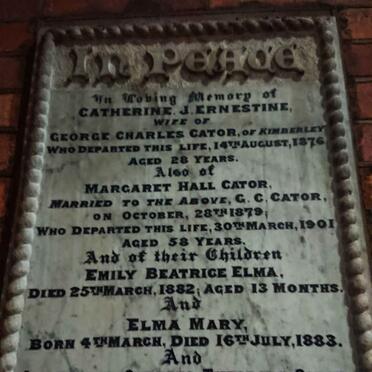 In Peace
In Loving Memory of
CATHERINE. J. ERNESTINE,
WIFE OF
GEORGE CHARLES CATOR, OF KIMBERLEY
WHO DEPARTED THIS LIFE, 14TH AUGUST, 1876
AGED 28 YEARS.
Also of
MARGARET HALL CATOR,
MARRIED TO THE ABOVE, G. C. CATOR,
ON OCTOBER, 28TH 1879;
WHO DEPARTED THIS LIFE, 30TH MARCH, 1901
AGED 58 YEARS.
And of their Children
EMILY BEATRICE ELMA,
DIED 25TH MARCH, 1882; AGED 13 MONTHS.
And
ELMA MARY,
BORN 4TH MARCH, DIED 16TH JULY, 1883.
And